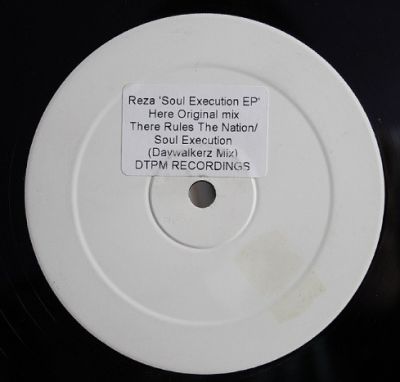 Reza 'Soul Execution EP'
Here Original mix
There Rules The Nation/
Soul Execution
(Daywalkerz Mix)
DTPM RECORDINGS